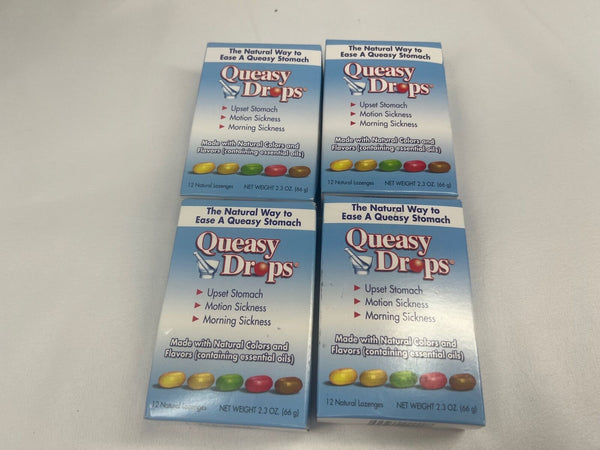 The Natural Way to
Ease A Queasy Stomach
Queasy
Drops™
Upset Stomach
Motion Sickness
Morning Sickness
Made with Natural Colors and
Flavors (containing essential oils)
12 Natural Lozenges NET WEIGHT 2.3 OZ. (66 g)
The Natural Way to
Ease A Queasy Stomach
Queasy
Drops™
Upset Stomach
Motion Sickness
Morning Sickness
Made with Natural Colors and
Flavors (containing essential oils)
12 Natural Lozenges NET WEIGHT 2.3 OZ. (66 g)
The Natural Way to
Ease A Queasy Stomach
Queasy
Drops™
Upset Stomach
Motion Sickness
Morning Sickness
Made with Natural Colors and
Flavors (containing essential oils)
12 Natural Lozenges NET WEIGHT 2.3 OZ. (66 g)
The Natural Way to
Ease A Queasy Stomach
Queasy
Drops™
Upset Stomach
Motion Sickness
Morning Sickness
Made with Natural Colors and
Flavors (containing essential oils)
12 Natural Lozenges NET WEIGHT 2.3 OZ. (66 g)